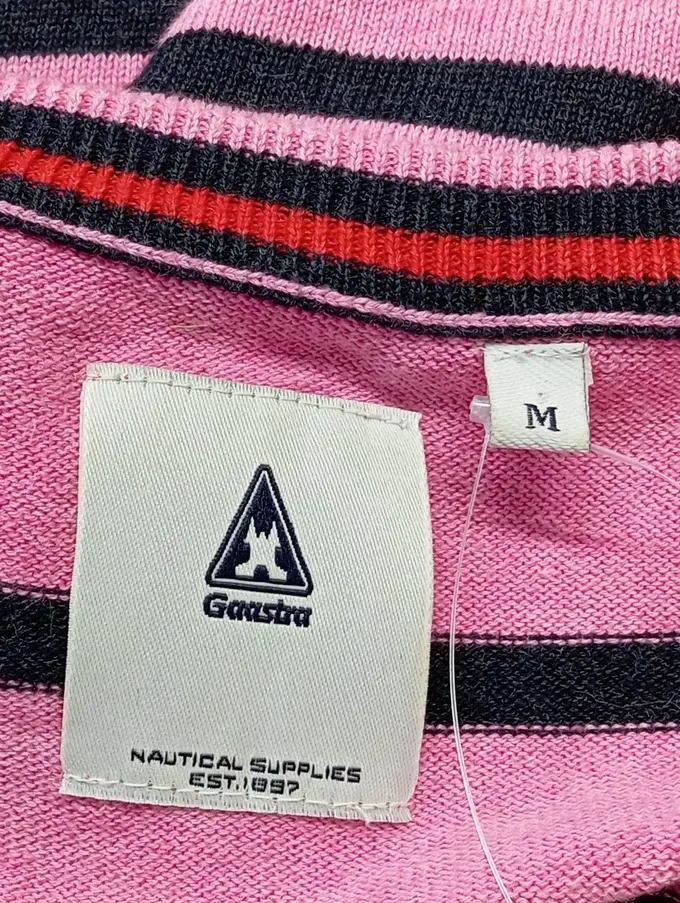 M
Gaastra
NAUTICAL SUPPLIES
EST.1897